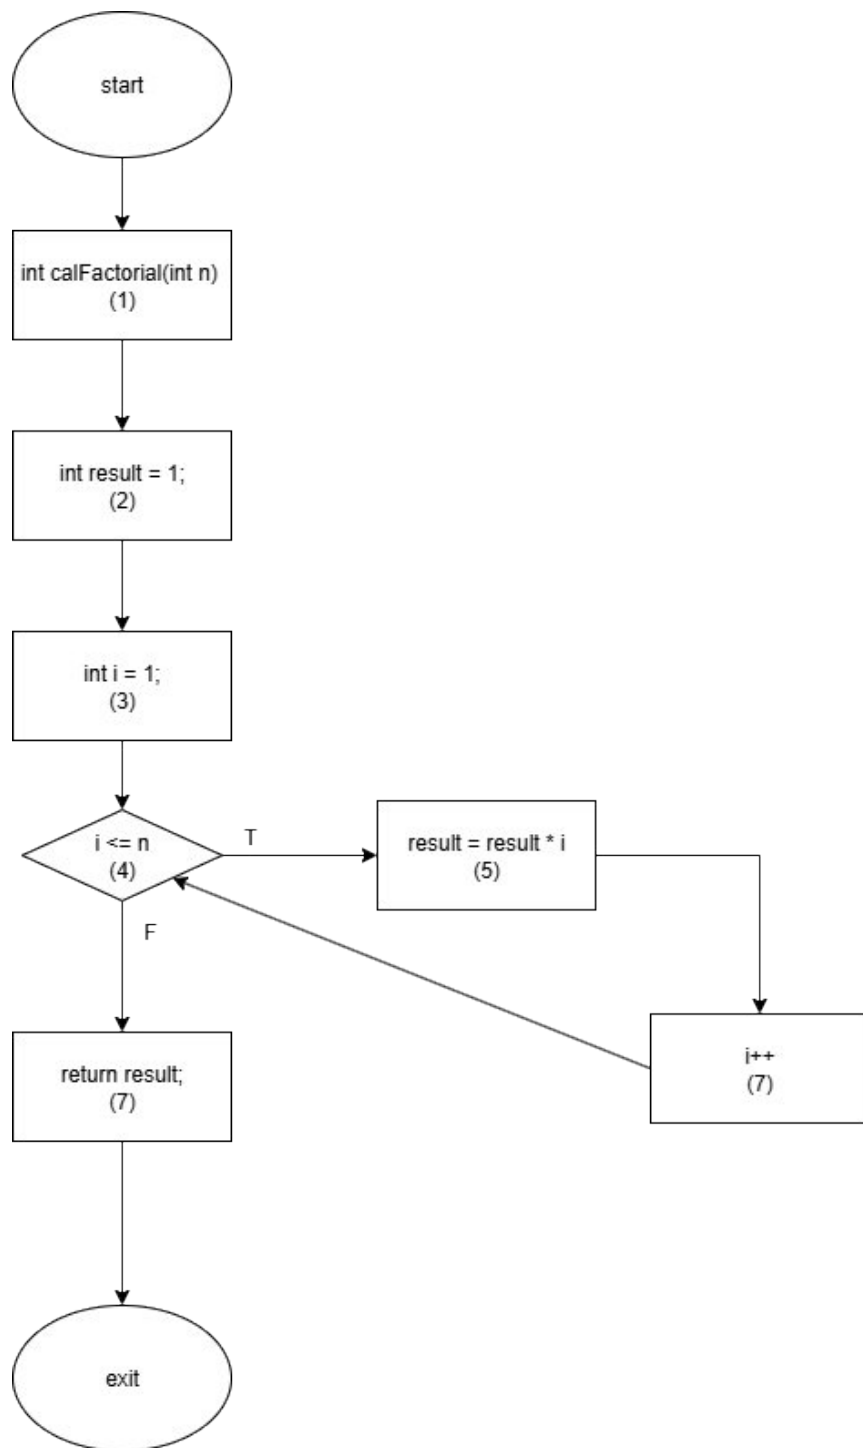 start
int calFactorial(int n)
(1)
int result = 1;
(2)
int i = 1;
(3)
i <= n
(4)
T
result = result * i
(5)
F
i++
(7)
return result;
(7)
exit